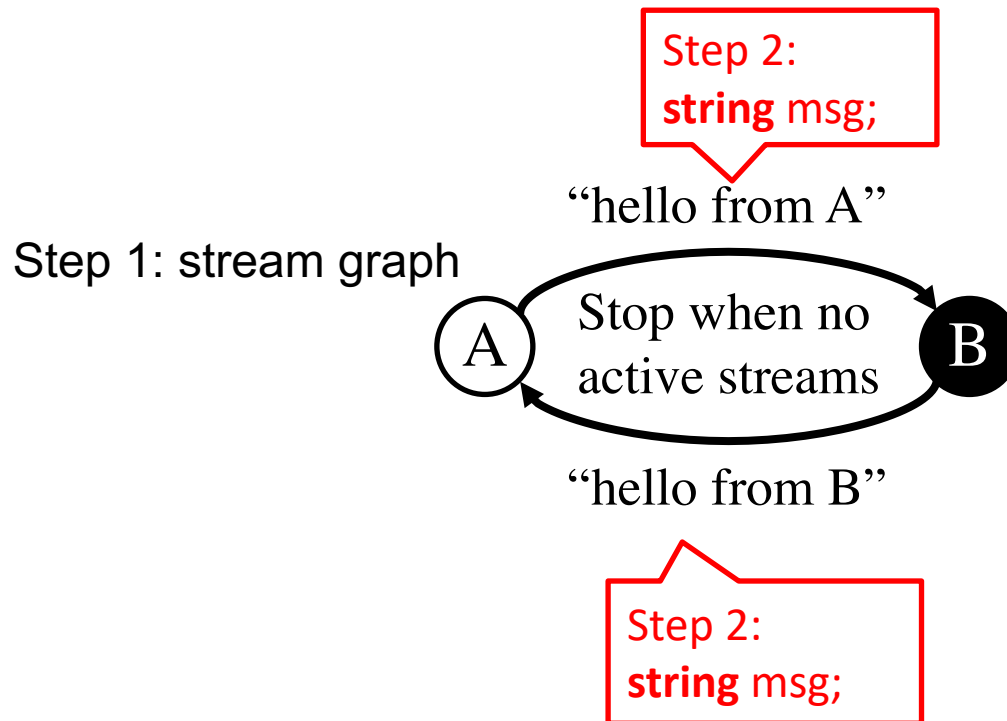 Step 2:
string msg;
“hello from A”
Step 1: stream graph
A
Stop when no
active streams
B
“hello from B”
Step 2:
string msg;